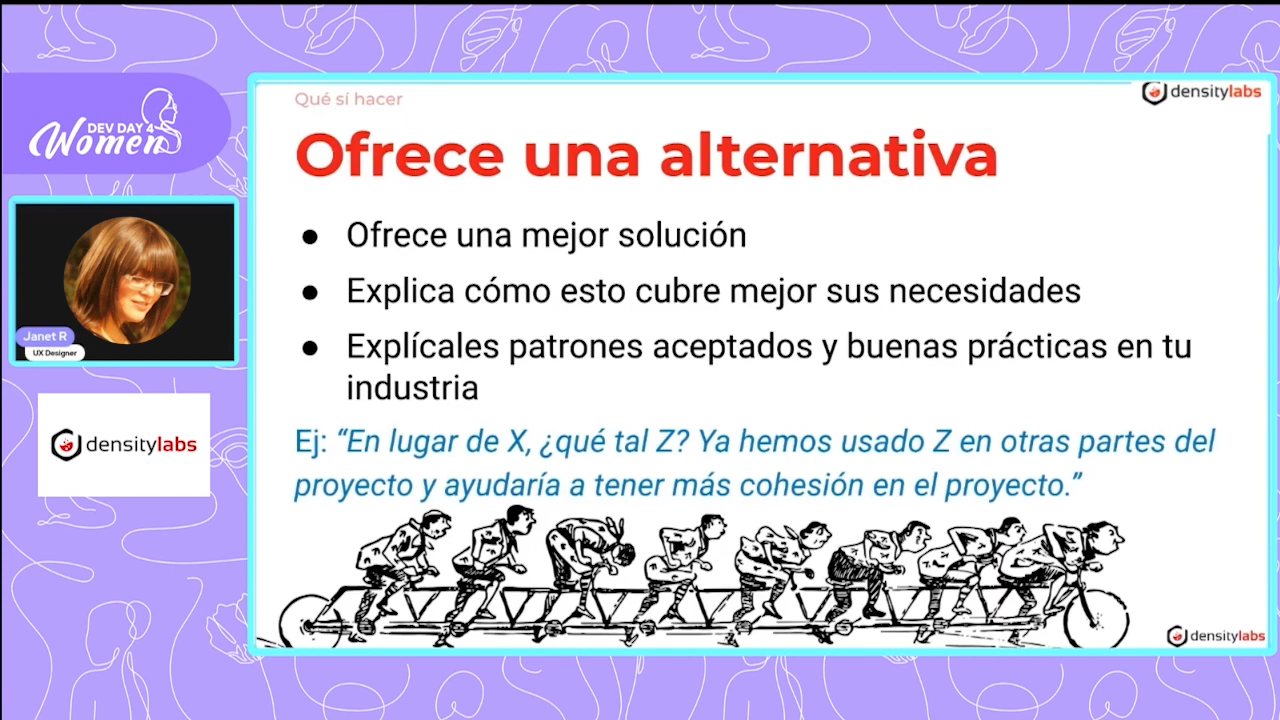 DEV DAY 4
Women
Janet R
UX Designer
densitylabs
Qué sí hacer
densitylabs
Ofrece una alternativa
● Ofrece una mejor solución
● Explica cómo esto cubre mejor sus necesidades
● Explícales patrones aceptados y buenas prácticas en tu
industria
Ej: “En lugar de X, ¿qué tal Z? Ya hemos usado Z en otras partes del
proyecto y ayudaría a tener más cohesión en el proyecto.”
densitylabs